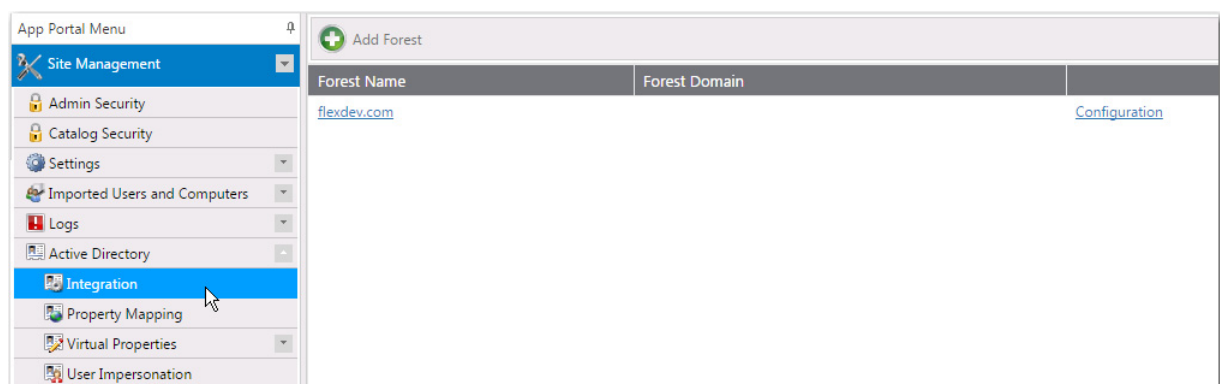 App Portal Menu
Site Management
Admin Security
Catalog Security
Settings
Imported Users and Computers
Logs
Active Directory
Integration
Property Mapping
Virtual Properties
User Impersonation
Add Forest
Forest Name Forest Domain
flexdev.com Configuration